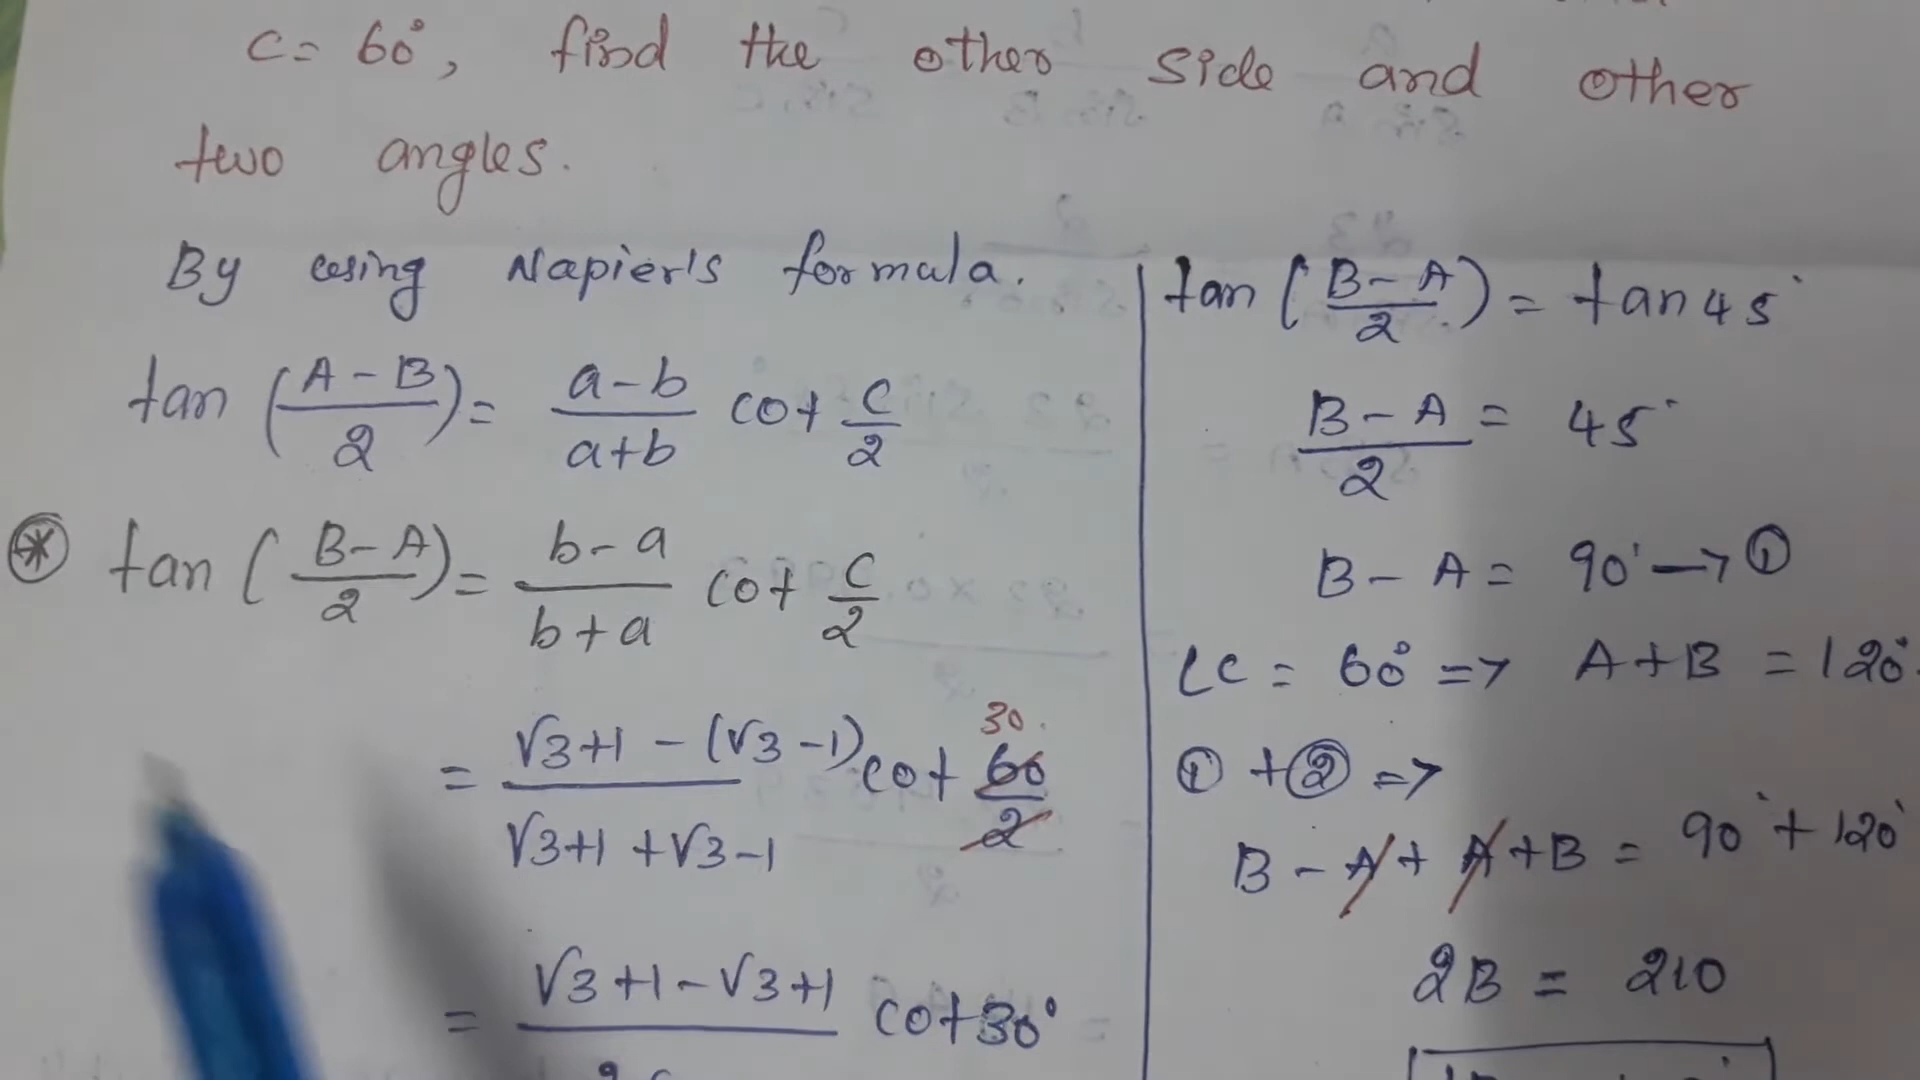 C = 60°, find the other side and other
two angles.
By using Napier's formula.
tan (A - B / 2) = a - b / a + b cot C/2
⊛ tan (B - A / 2) = b - a / b + a cot C/2
= √3+1 - (√3 -1) / √3+1 +√3-1 cot 60/2 30.
= √3+1-√3+1 / cot 30°
tan (B - A / 2) = tan 45°
B - A / 2 = 45°
B - A = 90° → ①
∠C = 60° => A + B = 120°
① + ② =>
B - A + A + B = 90° + 120°
2B = 210